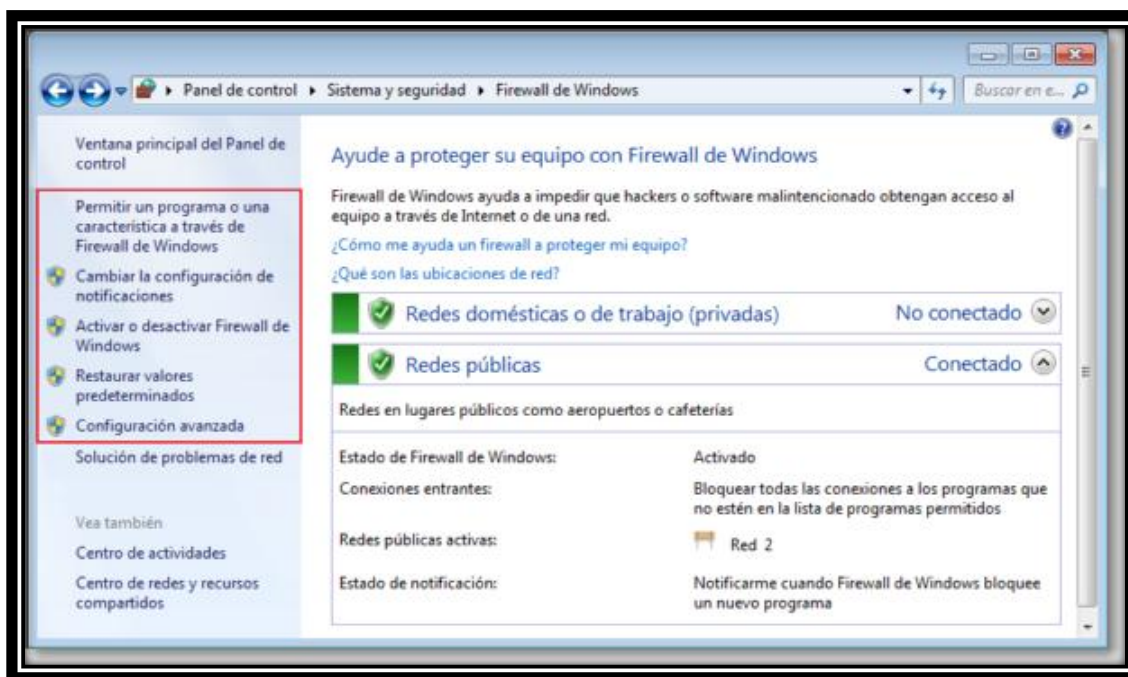 Panel de control ▸ Sistema y seguridad ▸ Firewall de Windows
Buscar en e...
Ventana principal del Panel de
control
Permitir un programa o una
característica a través de
Firewall de Windows
Cambiar la configuración de
notificaciones
Activar o desactivar Firewall de
Windows
Restaurar valores
predeterminados
Configuración avanzada
Solución de problemas de red
Vea también
Centro de actividades
Centro de redes y recursos
compartidos
Ayude a proteger su equipo con Firewall de Windows
Firewall de Windows ayuda a impedir que hackers o software malintencionado obtengan acceso al
equipo a través de Internet o de una red.
¿Cómo me ayuda un firewall a proteger mi equipo?
¿Qué son las ubicaciones de red?
Redes domésticas o de trabajo (privadas) No conectado
Redes públicas Conectado
Redes en lugares públicos como aeropuertos o cafeterías
Estado de Firewall de Windows: Activado
Conexiones entrantes: Bloquear todas las conexiones a los programas que
no estén en la lista de programas permitidos
Redes públicas activas: Red 2
Estado de notificación: Notificarme cuando Firewall de Windows bloquee
un nuevo programa